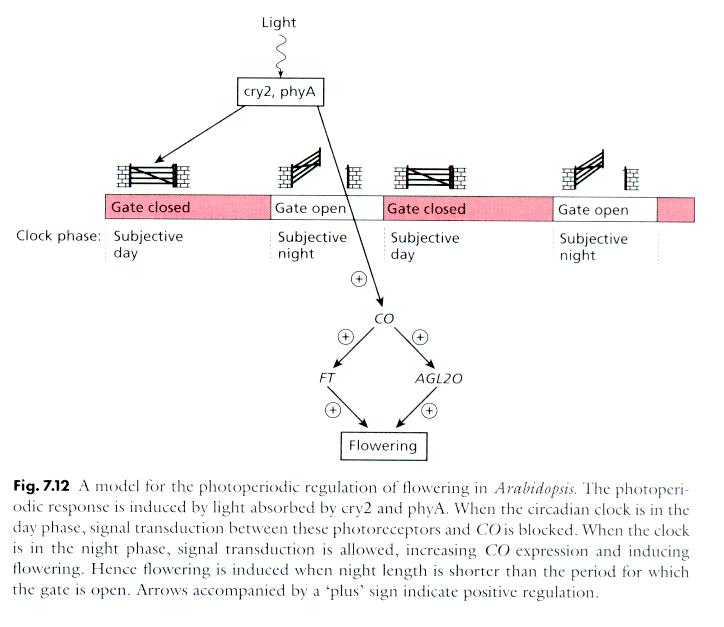 Light
cry2, phyA
Gate closed
Gate open
Gate closed
Gate open
Clock phase:
Subjective
day
Subjective
night
Subjective
day
Subjective
night
+
CO
+
+
FT
AGL2O
+
+
Flowering
Fig. 7.12 A model for the photoperiodic regulation of flowering in Arabidopsis. The photoperi-
odic response is induced by light absorbed by cry2 and phyA. When the circadian clock is in the
day phase, signal transduction between these photoreceptors and CO is blocked. When the clock
is in the night phase, signal transduction is allowed, increasing CO expression and inducing
flowering. Hence flowering is induced when night length is shorter than the period for which
the gate is open. Arrows accompanied by a ‘plus’ sign indicate positive regulation.